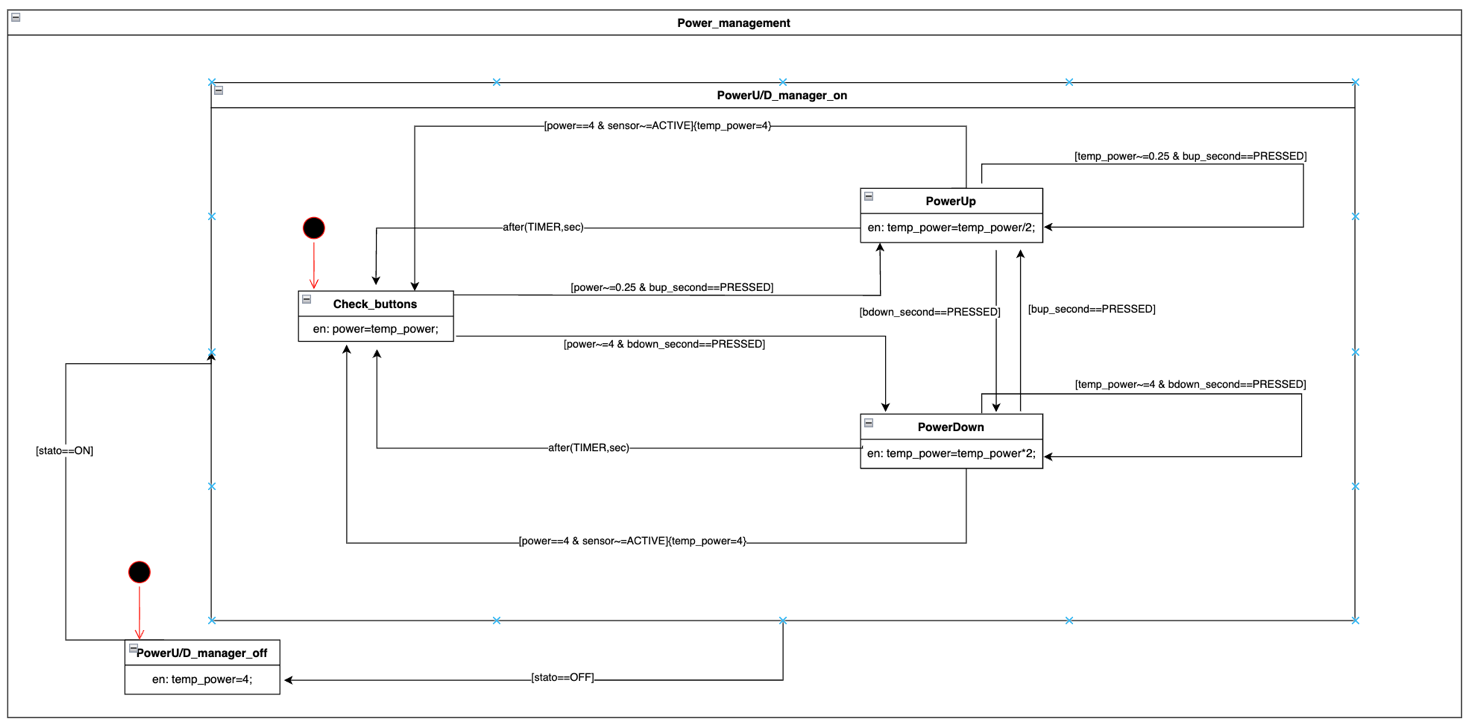 Power_management
PowerU/D_manager_on
[power==4 & sensor~=ACTIVE]{temp_power=4}
[temp_power~=0.25 & bup_second==PRESSED]
PowerUp
en: temp_power=temp_power/2;
after(TIMER,sec)
[power~=0.25 & bup_second==PRESSED]
Check_buttons
en: power=temp_power;
[bdown_second==PRESSED]
[bup_second==PRESSED]
[power~=4 & bdown_second==PRESSED]
[temp_power~=4 & bdown_second==PRESSED]
PowerDown
en: temp_power=temp_power*2;
after(TIMER,sec)
[stato==ON]
[power==4 & sensor~=ACTIVE]{temp_power=4}
PowerU/D_manager_off
en: temp_power=4;
[stato==OFF]